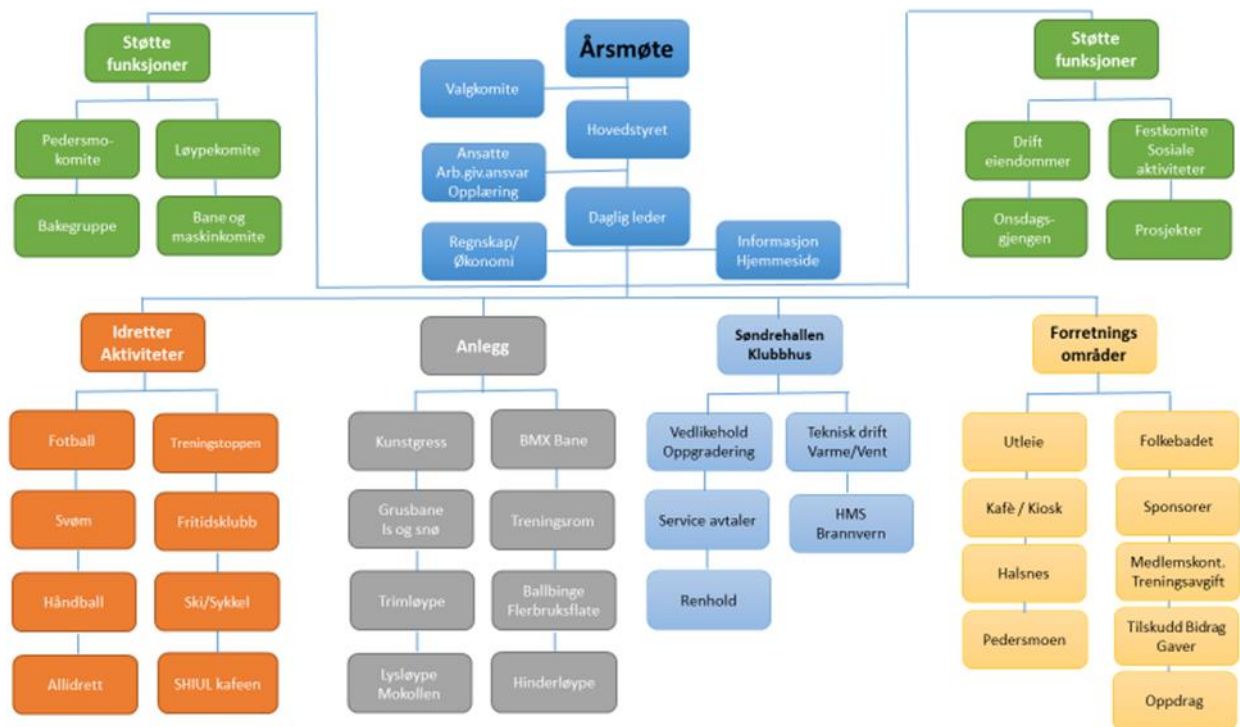 Støtte
funksjoner
Pedersmo-
komite
Løypekomite
Bakegruppe
Bane og
maskinkomite
Årsmøte
Valgkomite
Hovedstyret
Ansatte
Arb.giv.ansvar
Opplæring
Daglig leder
Regnskap/
Økonomi
Informasjon
Hjemmeside
Støtte
funksjoner
Drift
eiendommer
Festkomite
Sosiale
aktiviteter
Onsdags-
gjengen
Prosjekter
Idretter
Aktiviteter
Fotball
Treningstoppen
Svøm
Fritidsklubb
Håndball
Ski/Sykkel
Allidrett
SHIUL kafeen
Anlegg
Kunstgress
BMX Bane
Grusbane
Is og snø
Treningsrom
Trimløype
Ballbinge
Flerbruksflate
Lysløype
Mokollen
Hinderløype
Søndrehallen
Klubbhus
Vedlikehold
Oppgradering
Teknisk drift
Varme/Vent
Service avtaler
HMS
Brannvern
Renhold
Forretnings
områder
Utleie
Folkebadet
Kafè / Kiosk
Sponsorer
Halsnes
Medlemskont.
Treningsavgift
Pedersmoen
Tilskudd Bidrag
Gaver
Oppdrag